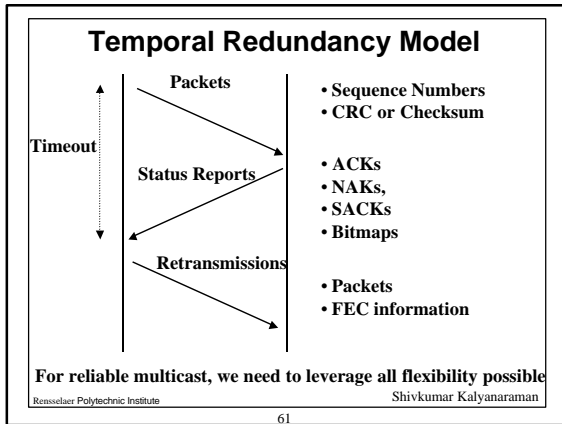 Temporal Redundancy Model
Packets
• Sequence Numbers
• CRC or Checksum
Timeout
Status Reports
• ACKs
• NAKs,
• SACKs
• Bitmaps
Retransmissions
• Packets
• FEC information
For reliable multicast, we need to leverage all flexibility possible
Rensselaer Polytechnic Institute
Shivkumar Kalyanaraman
61